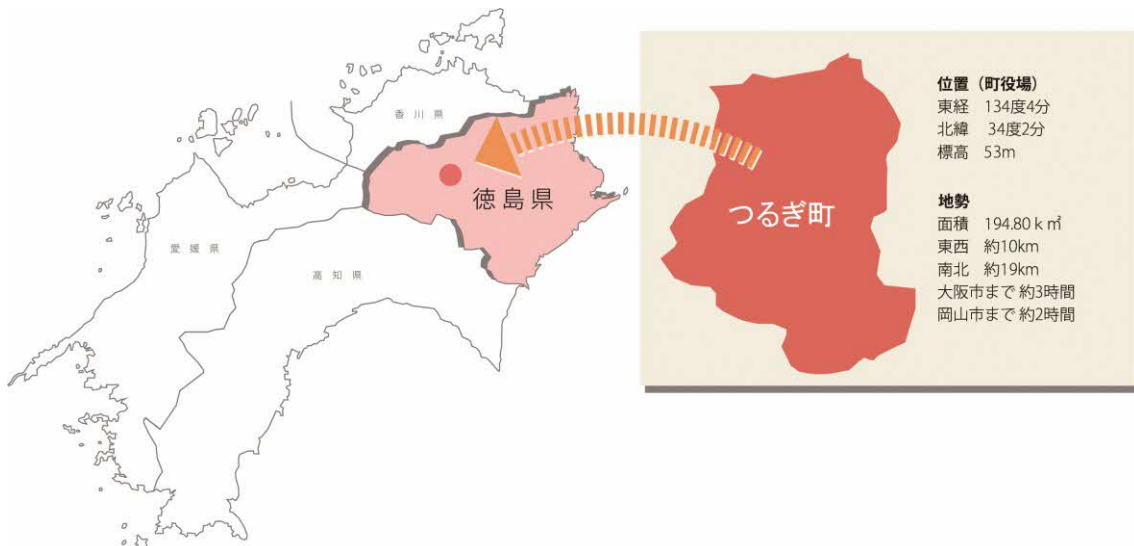 香川県
徳島県
愛媛県
高知県
つるぎ町
位置（町役場）
東経　134度4分
北緯　34度2分
標高　53m
地勢
面積　194.80ｋ㎡
東西　約10km
南北　約19km
大阪市まで 約3時間
岡山市まで 約2時間